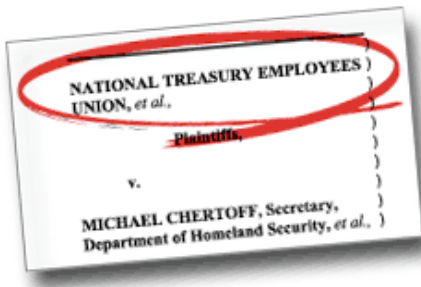 NATIONAL TREASURY EMPLOYEES )
UNION, et al., )
Plaintiffs, )
)
v. )
)
MICHAEL CHERTOFF, Secretary, )
Department of Homeland Security, et al., )